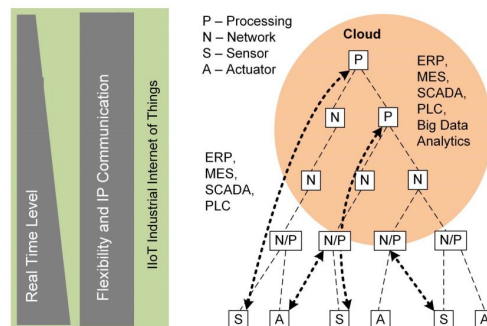 Real Time Level
Flexibility and IP Communication
IIoT Industrial Internet of Things
P – Processing
N – Network
S – Sensor
A – Actuator
Cloud
P
ERP,
MES,
SCADA,
PLC,
Big Data
Analytics
N
P
ERP,
MES,
SCADA,
PLC
N
N
N
N/P
N/P
N/P
N/P
S
A
S
A
S
A